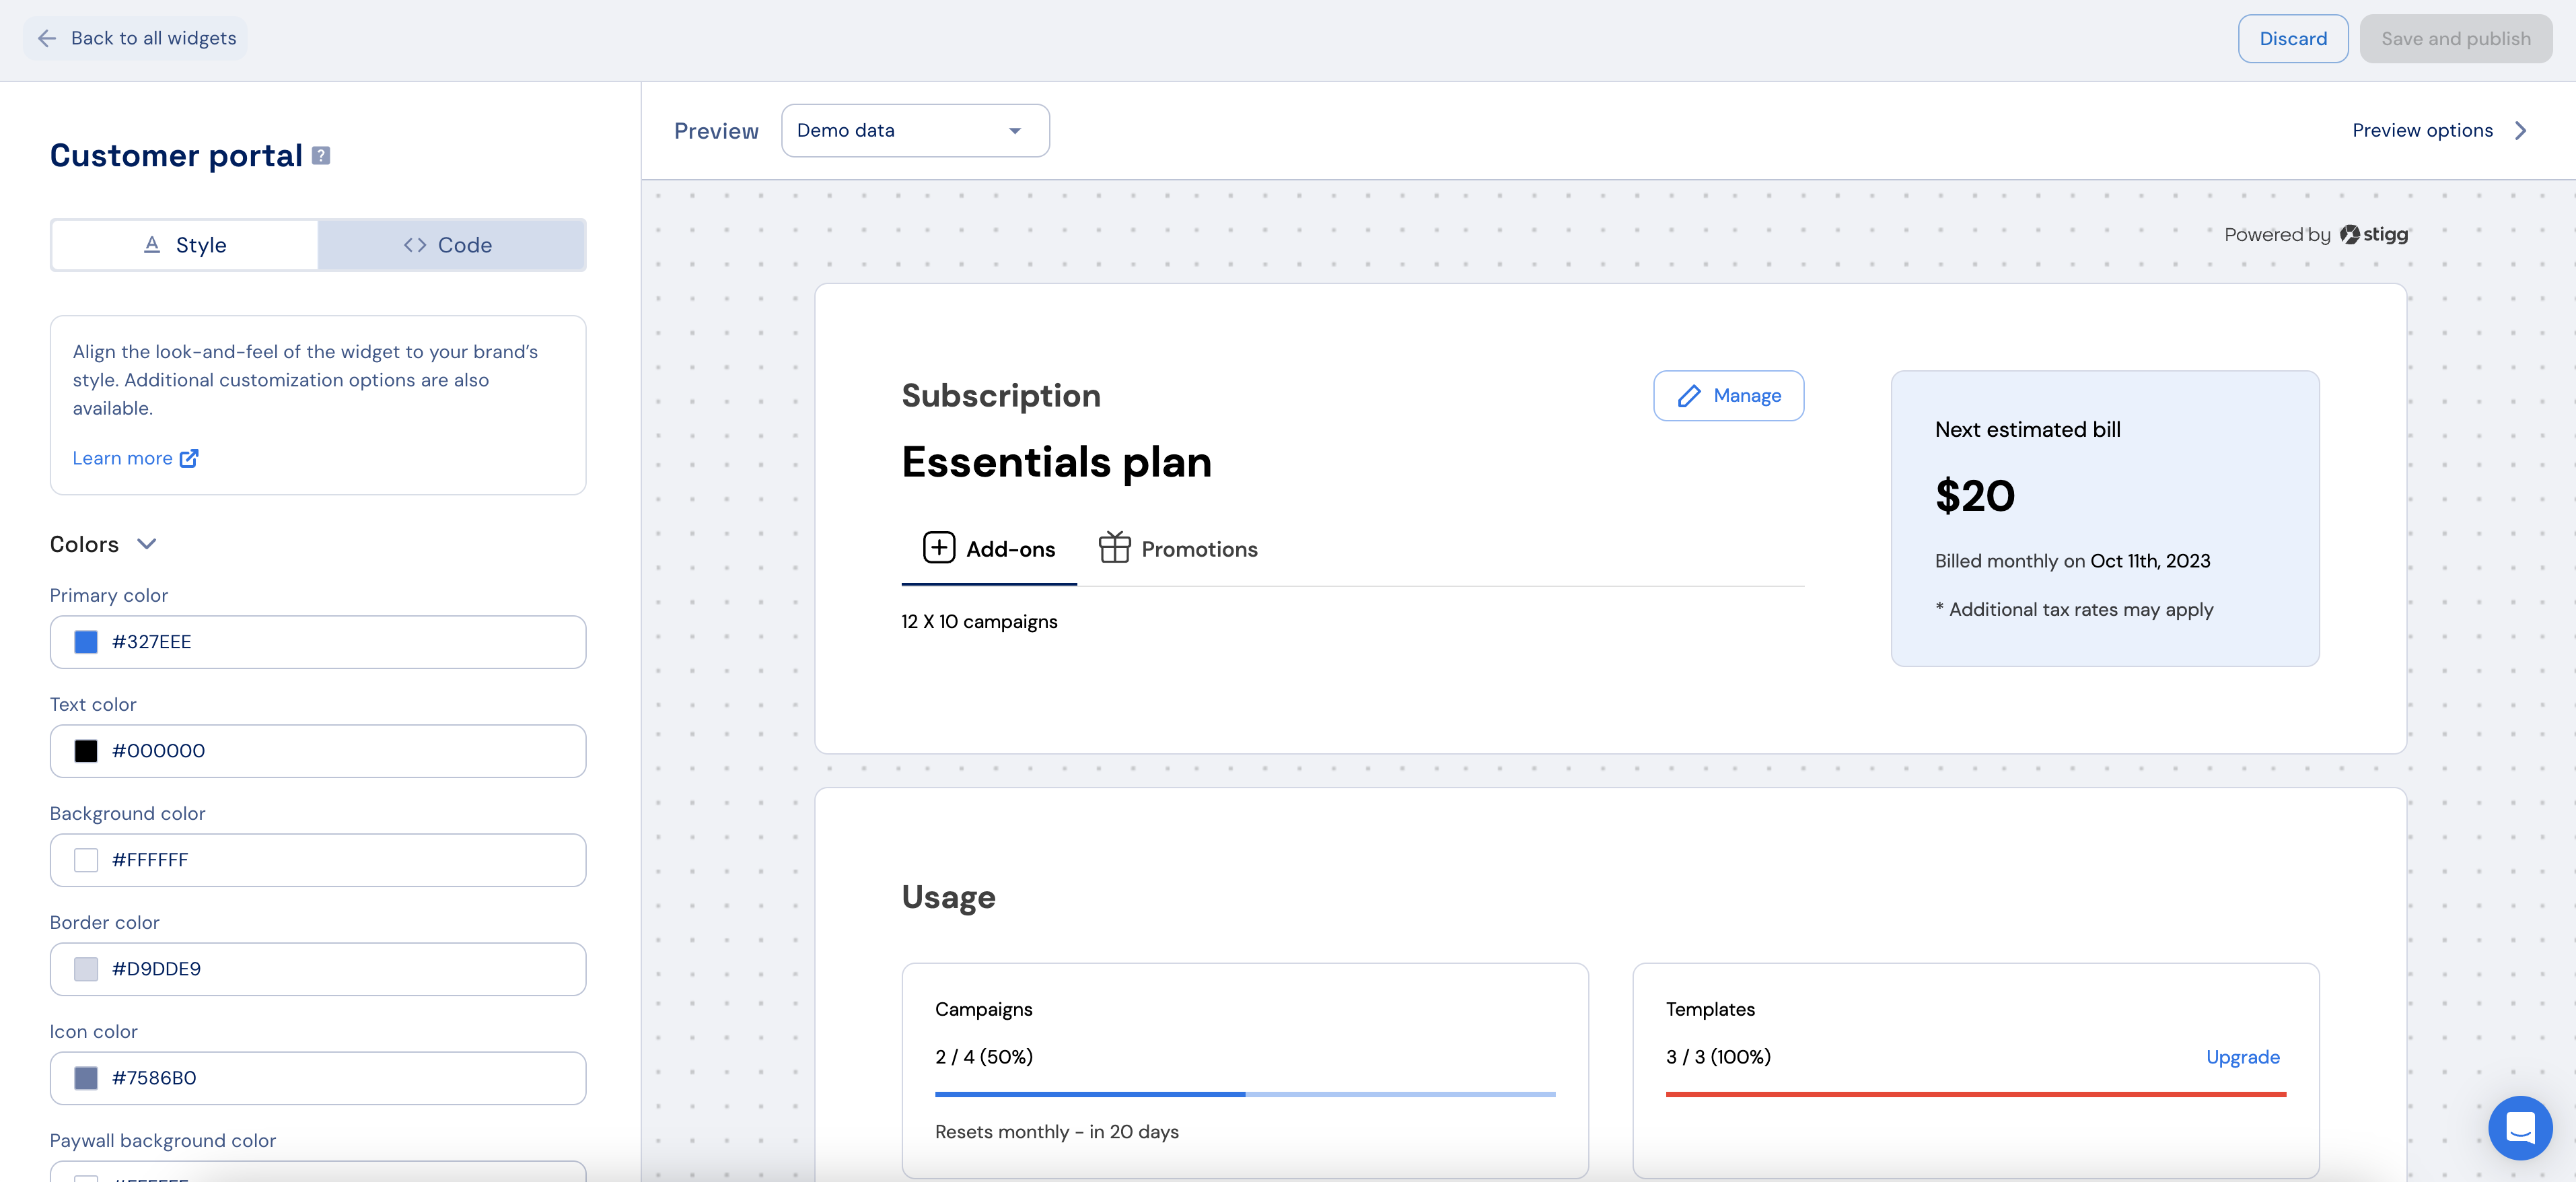 Back to all widgets
Discard
Save and publish
Customer portal
?
Style
Code
Align the look-and-feel of the widget to your brand’s
style. Additional customization options are also
available.
Learn more
Colors
Primary color
#327EEE
Text color
#000000
Background color
#FFFFFF
Border color
#D9DDE9
Icon color
#7586B0
Paywall background color
Preview
Demo data
Preview options
Powered by stigg
Subscription
Manage
Essentials plan
Add-ons
Promotions
12 X 10 campaigns
Next estimated bill
$20
Billed monthly on Oct 11th, 2023
* Additional tax rates may apply
Usage
Campaigns
2 / 4 (50%)
Resets monthly - in 20 days
Templates
3 / 3 (100%)
Upgrade